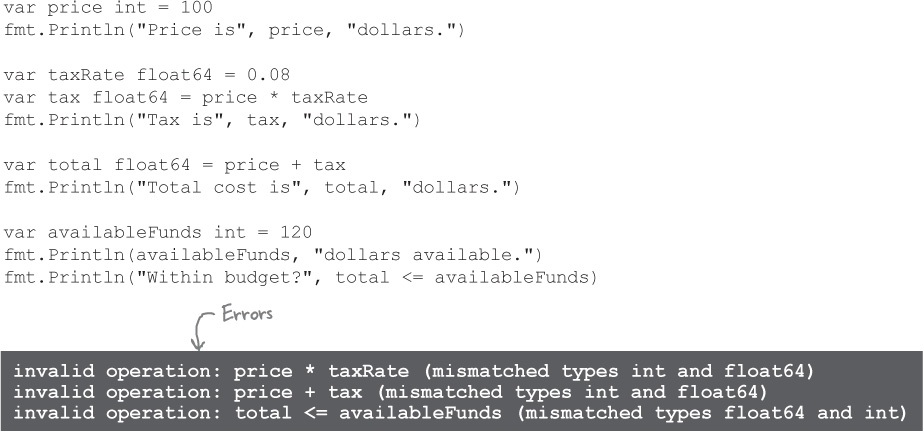 var price int = 100
fmt.Println("Price is", price, "dollars.")
var taxRate float64 = 0.08
var tax float64 = price * taxRate
fmt.Println("Tax is", tax, "dollars.")
var total float64 = price + tax
fmt.Println("Total cost is", total, "dollars.")
var availableFunds int = 120
fmt.Println(availableFunds, "dollars available.")
fmt.Println("Within budget?", total <= availableFunds)
Errors
invalid operation: price * taxRate (mismatched types int and float64)
invalid operation: price + tax (mismatched types int and float64)
invalid operation: total <= availableFunds (mismatched types float64 and int)